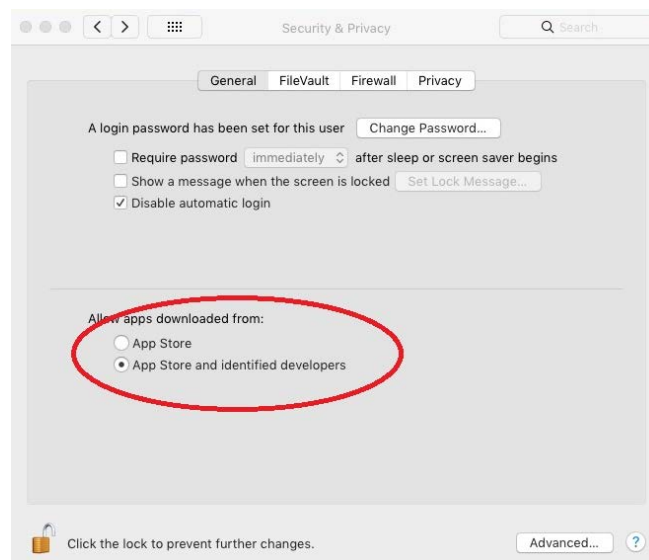 Security & Privacy
Search
General FileVault Firewall Privacy
A login password has been set for this user Change Password...
Require password immediately after sleep or screen saver begins
Show a message when the screen is locked Set Lock Message...
Disable automatic login
Allow apps downloaded from:
App Store
App Store and identified developers
Click the lock to prevent further changes.
Advanced... ?